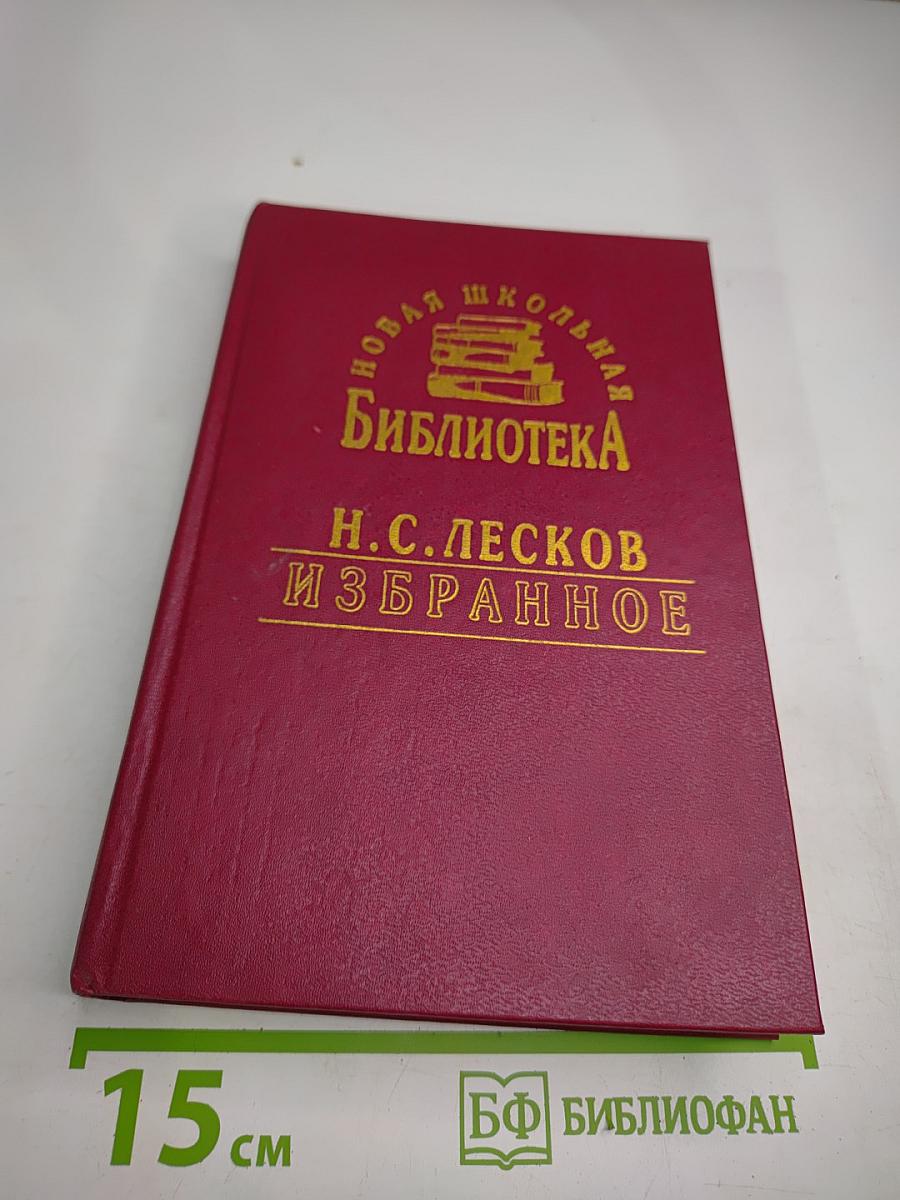 НОВАЯ ШКОЛЬНАЯ
БИБЛИОТЕКА
Н.С.ЛЕСКОВ
ИЗБРАННОЕ
15 см
БФ БИБЛИОФАН